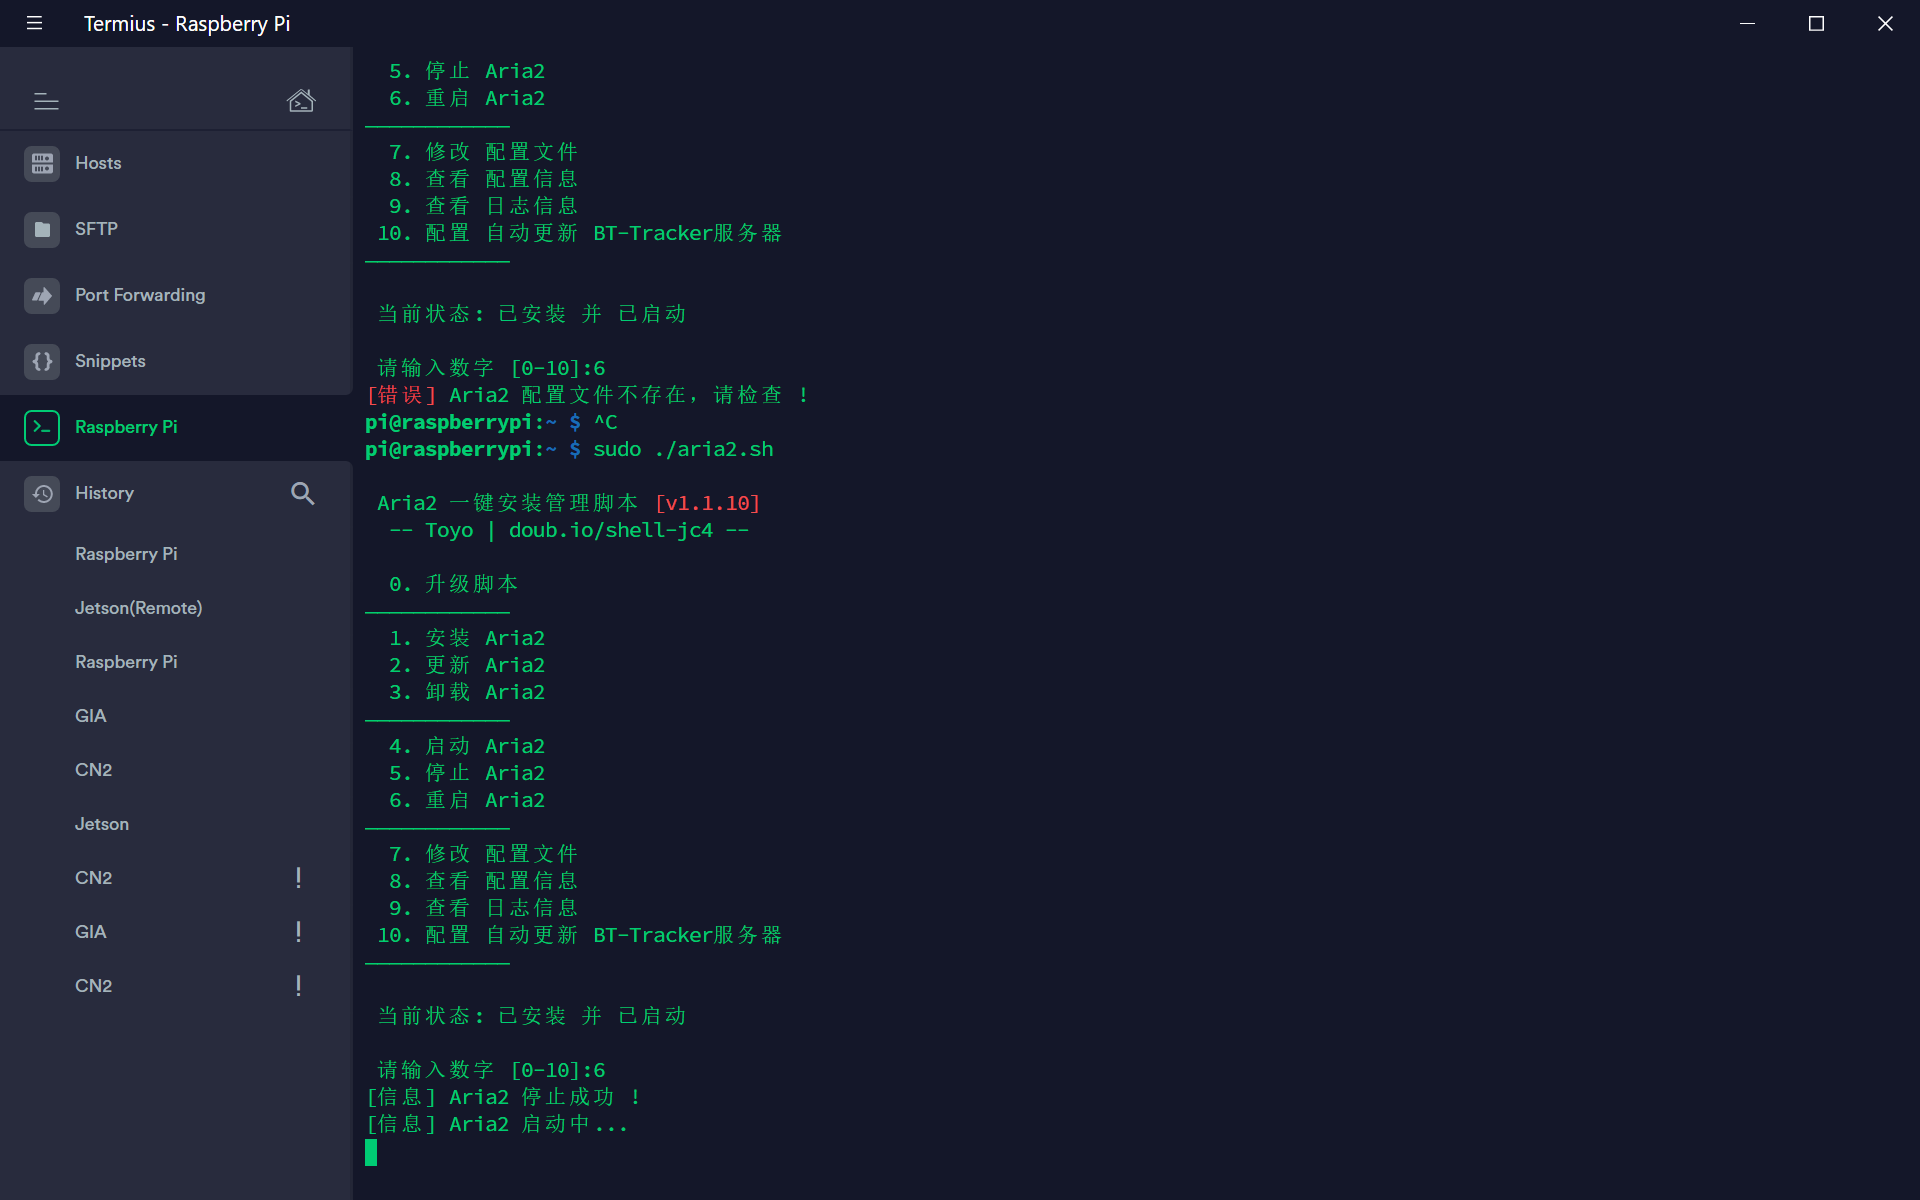 Termius - Raspberry Pi
Hosts
SFTP
Port Forwarding
Snippets
Raspberry Pi
History
Raspberry Pi
Jetson(Remote)
Raspberry Pi
GIA
CN2
Jetson
CN2 !
GIA !
CN2 !
5. 停止 Aria2
6. 重启 Aria2
————————————
7. 修改 配置文件
8. 查看 配置信息
9. 查看 日志信息
10. 配置 自动更新 BT-Tracker服务器
————————————
当前状态: 已安装 并 已启动
请输入数字 [0-10]:6
[错误] Aria2 配置文件不存在，请检查 !
pi@raspberrypi:~ $ ^C
pi@raspberrypi:~ $ sudo ./aria2.sh
Aria2 一键安装管理脚本 [v1.1.10]
-- Toyo | doub.io/shell-jc4 --
0. 升级脚本
————————————
1. 安装 Aria2
2. 更新 Aria2
3. 卸载 Aria2
————————————
4. 启动 Aria2
5. 停止 Aria2
6. 重启 Aria2
————————————
7. 修改 配置文件
8. 查看 配置信息
9. 查看 日志信息
10. 配置 自动更新 BT-Tracker服务器
————————————
当前状态: 已安装 并 已启动
请输入数字 [0-10]:6
[信息] Aria2 停止成功 !
[信息] Aria2 启动中...